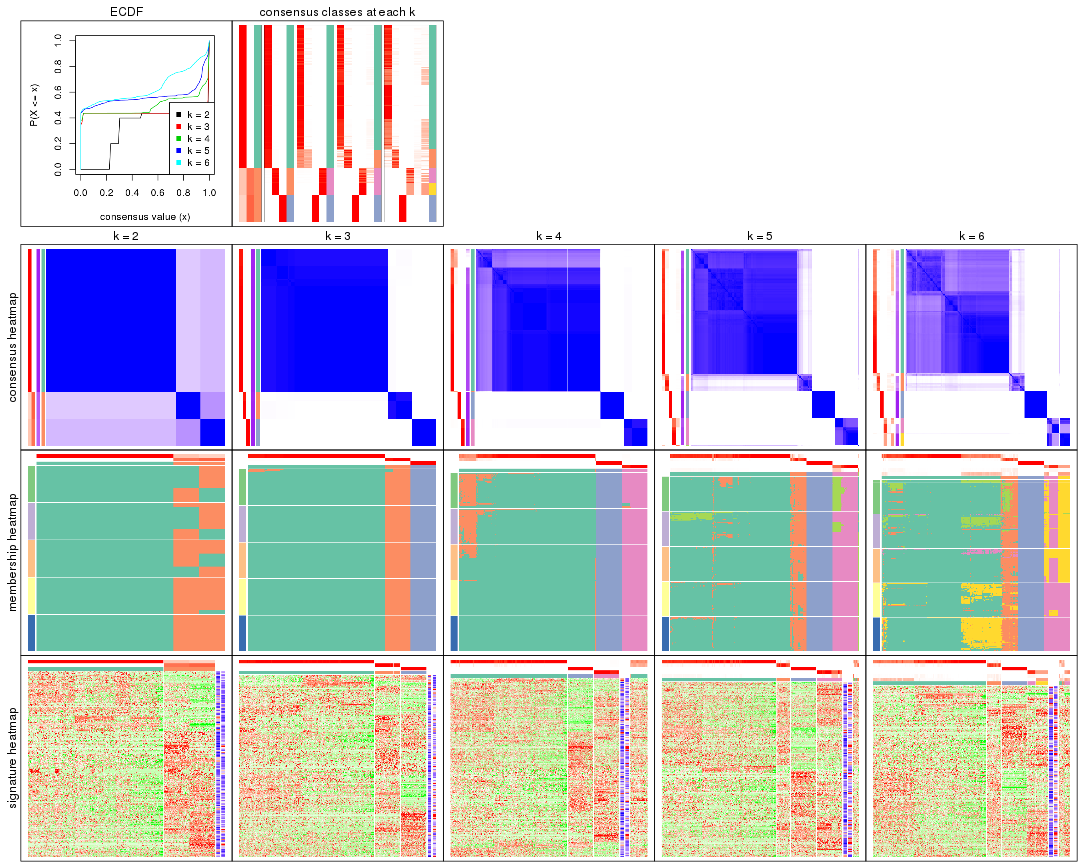 ECDF
consensus classes at each k
P(X <= x)
0.0 0.2 0.4 0.6 0.8 1.0
k = 2
k = 3
k = 4
k = 5
k = 6
0.0 0.2 0.4 0.6 0.8 1.0
consensus value (x)
k = 2
k = 3
k = 4
k = 5
k = 6
consensus heatmap
membership heatmap
signature heatmap